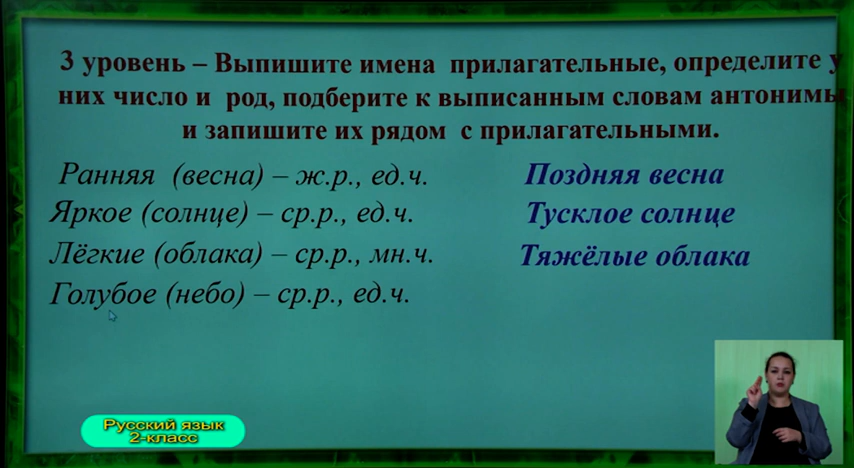 3 уровень – Выпишите имена прилагательные, определите у
них число и род, подберите к выписанным словам антонимы
и запишите их рядом с прилагательными.
Ранняя (весна) – ж.р., ед.ч. Поздняя весна
Яркое (солнце) – ср.р., ед.ч. Тусклое солнце
Лёгкие (облака) – ср.р., мн.ч. Тяжёлые облака
Голубое (небо) – ср.р., ед.ч.
Русский язык
2-класс